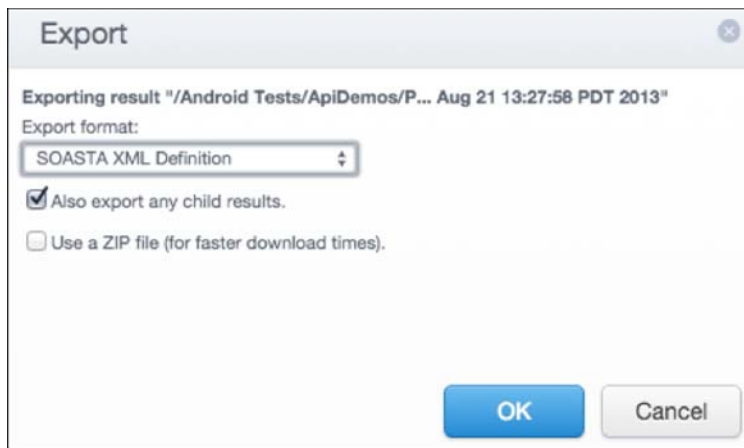 Export
Exporting result "/Android Tests/ApiDemos/P... Aug 21 13:27:58 PDT 2013"
Export format:
SOASTA XML Definition
Also export any child results.
Use a ZIP file (for faster download times).
OK
Cancel